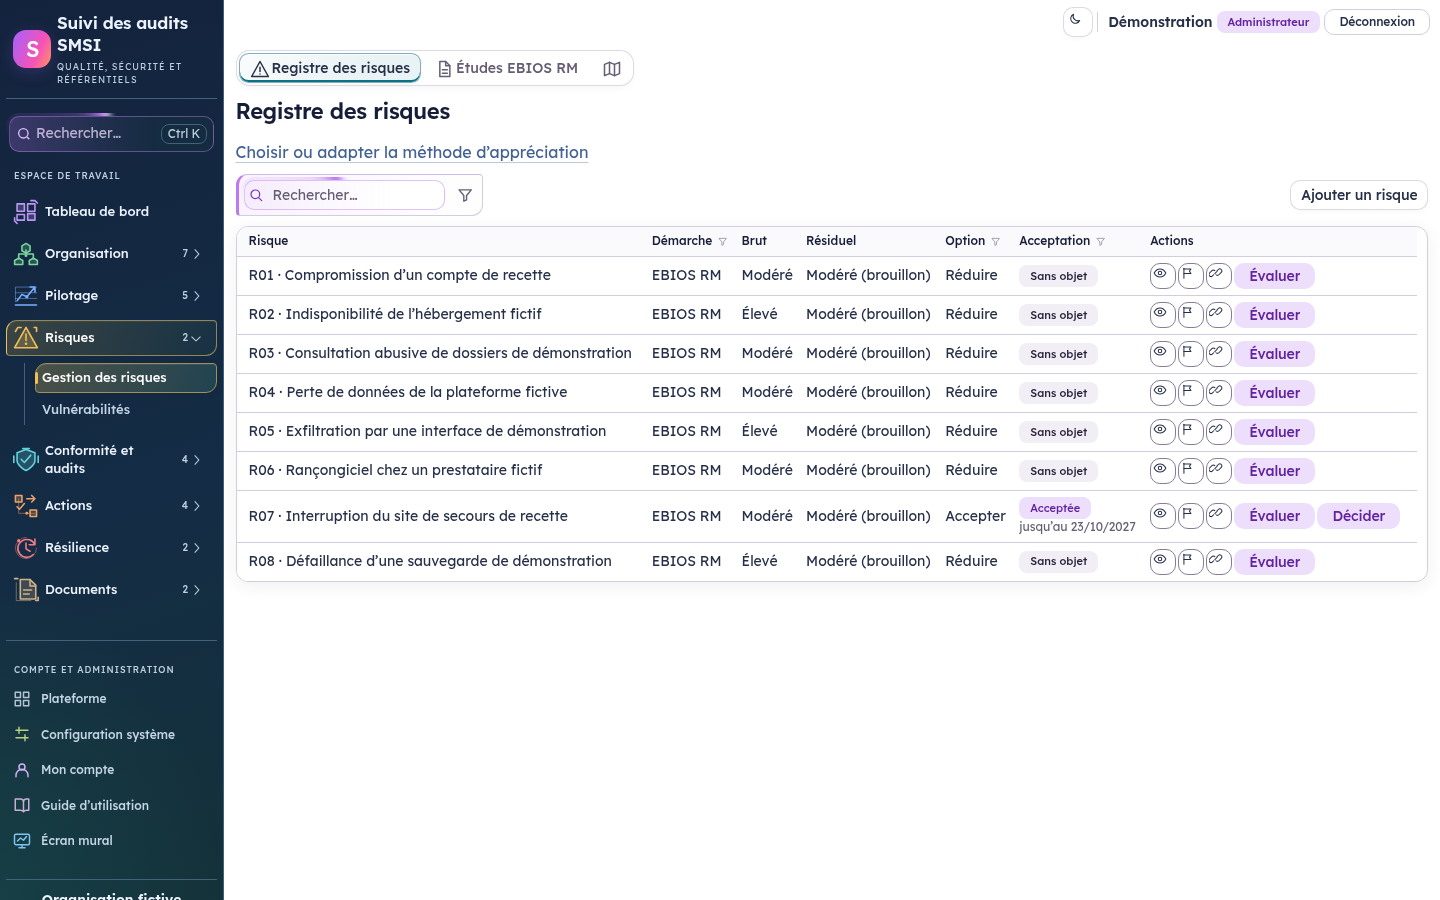 S
Suivi des audits
SMSI
QUALITÉ, SÉCURITÉ ET
RÉFÉRENTIELS
Rechercher… Ctrl K
ESPACE DE TRAVAIL
Tableau de bord
Organisation 7
Pilotage 5
Risques 2
Gestion des risques
Vulnérabilités
Conformité et
audits 4
Actions 4
Résilience 2
Documents 2
COMPTE ET ADMINISTRATION
Plateforme
Configuration système
Mon compte
Guide d’utilisation
Écran mural
Organisation fictive
Démonstration Administrateur Déconnexion
Registre des risques Études EBIOS RM
Registre des risques
Choisir ou adapter la méthode d’appréciation
Rechercher… Ajouter un risque
Risque Démarche Brut Résiduel Option Acceptation Actions
R01 · Compromission d’un compte de recette EBIOS RM Modéré Modéré (brouillon) Réduire Sans objet Évaluer
R02 · Indisponibilité de l’hébergement fictif EBIOS RM Élevé Modéré (brouillon) Réduire Sans objet Évaluer
R03 · Consultation abusive de dossiers de démonstration EBIOS RM Modéré Modéré (brouillon) Réduire Sans objet Évaluer
R04 · Perte de données de la plateforme fictive EBIOS RM Modéré Modéré (brouillon) Réduire Sans objet Évaluer
R05 · Exfiltration par une interface de démonstration EBIOS RM Élevé Modéré (brouillon) Réduire Sans objet Évaluer
R06 · Rançongiciel chez un prestataire fictif EBIOS RM Modéré Modéré (brouillon) Réduire Sans objet Évaluer
R07 · Interruption du site de secours de recette EBIOS RM Modéré Modéré (brouillon) Accepter Acceptée Évaluer Décider
jusqu’au 23/10/2027
R08 · Défaillance d’une sauvegarde de démonstration EBIOS RM Élevé Modéré (brouillon) Réduire Sans objet Évaluer